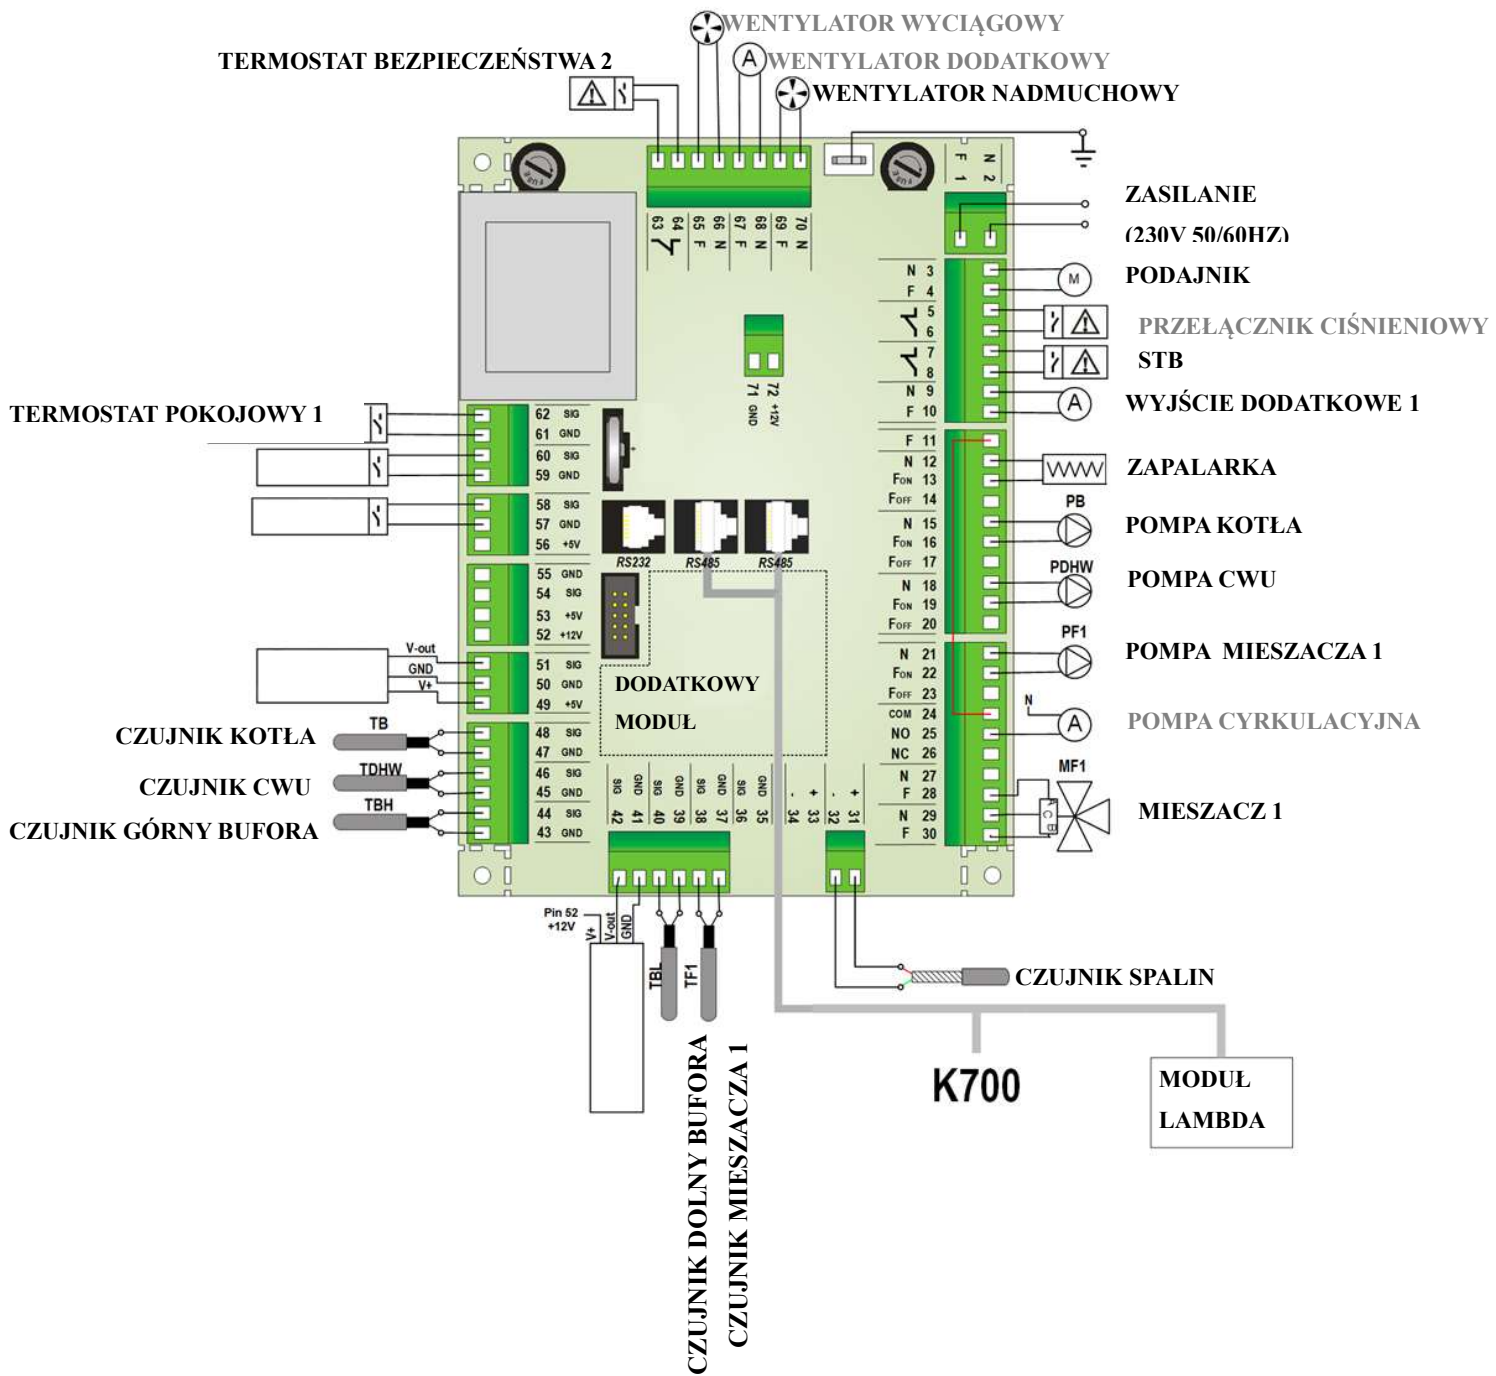 WENTYLATOR WYCIĄGOWY
TERMOSTAT BEZPIECZEŃSTWA 2
WENTYLATOR DODATKOWY
A
WENTYLATOR NADMUCHOWY
FUSE
FUSE
63
64
65 F
66 N
67 F
68 N
69 F
70 N
F 1
N 2
ZASILANIE
(230V 50/60HZ)
N 3
F 4
M
PODAJNIK
5
6
PRZEŁĄCZNIK CIŚNIENIOWY
7
8
STB
N 9
F 10
A
WYJŚCIE DODATKOWE 1
71 GND
72 +12V
TERMOSTAT POKOJOWY 1
62 SIG
61 GND
60 SIG
59 GND
58 SIG
57 GND
56 +5V
55 GND
54 SIG
53 +5V
52 +12V
51 SIG
50 GND
49 +5V
48 SIG
47 GND
46 SIG
45 GND
44 SIG
43 GND
+
RS232
RS485
RS485
DODATKOWY
MODUŁ
F 11
N 12
FON 13
FOFF 14
ZAPALARKA
N 15
FON 16
FOFF 17
PB
POMPA KOTŁA
N 18
FON 19
FOFF 20
PDHW
POMPA CWU
N 21
FON 22
FOFF 23
PF1
POMPA MIESZACZA 1
COM 24
NO 25
NC 26
N
A
POMPA CYRKULACYJNA
N 27
F 28
N 29
F 30
MF1
A C B
MIESZACZ 1
V-out
GND
V+
TB
CZUJNIK KOTŁA
TDHW
CZUJNIK CWU
TBH
CZUJNIK GÓRNY BUFORA
SIG 42
GND 41
SIG 40
GND 39
SIG 38
GND 37
SIG 36
GND 35
- 34
+ 33
- 32
+ 31
Pin 52
+12V
V+
V-out
GND
TBL
TF1
CZUJNIK SPALIN
CZUJNIK DOLNY BUFORA
CZUJNIK MIESZACZA 1
K700
MODUŁ
LAMBDA